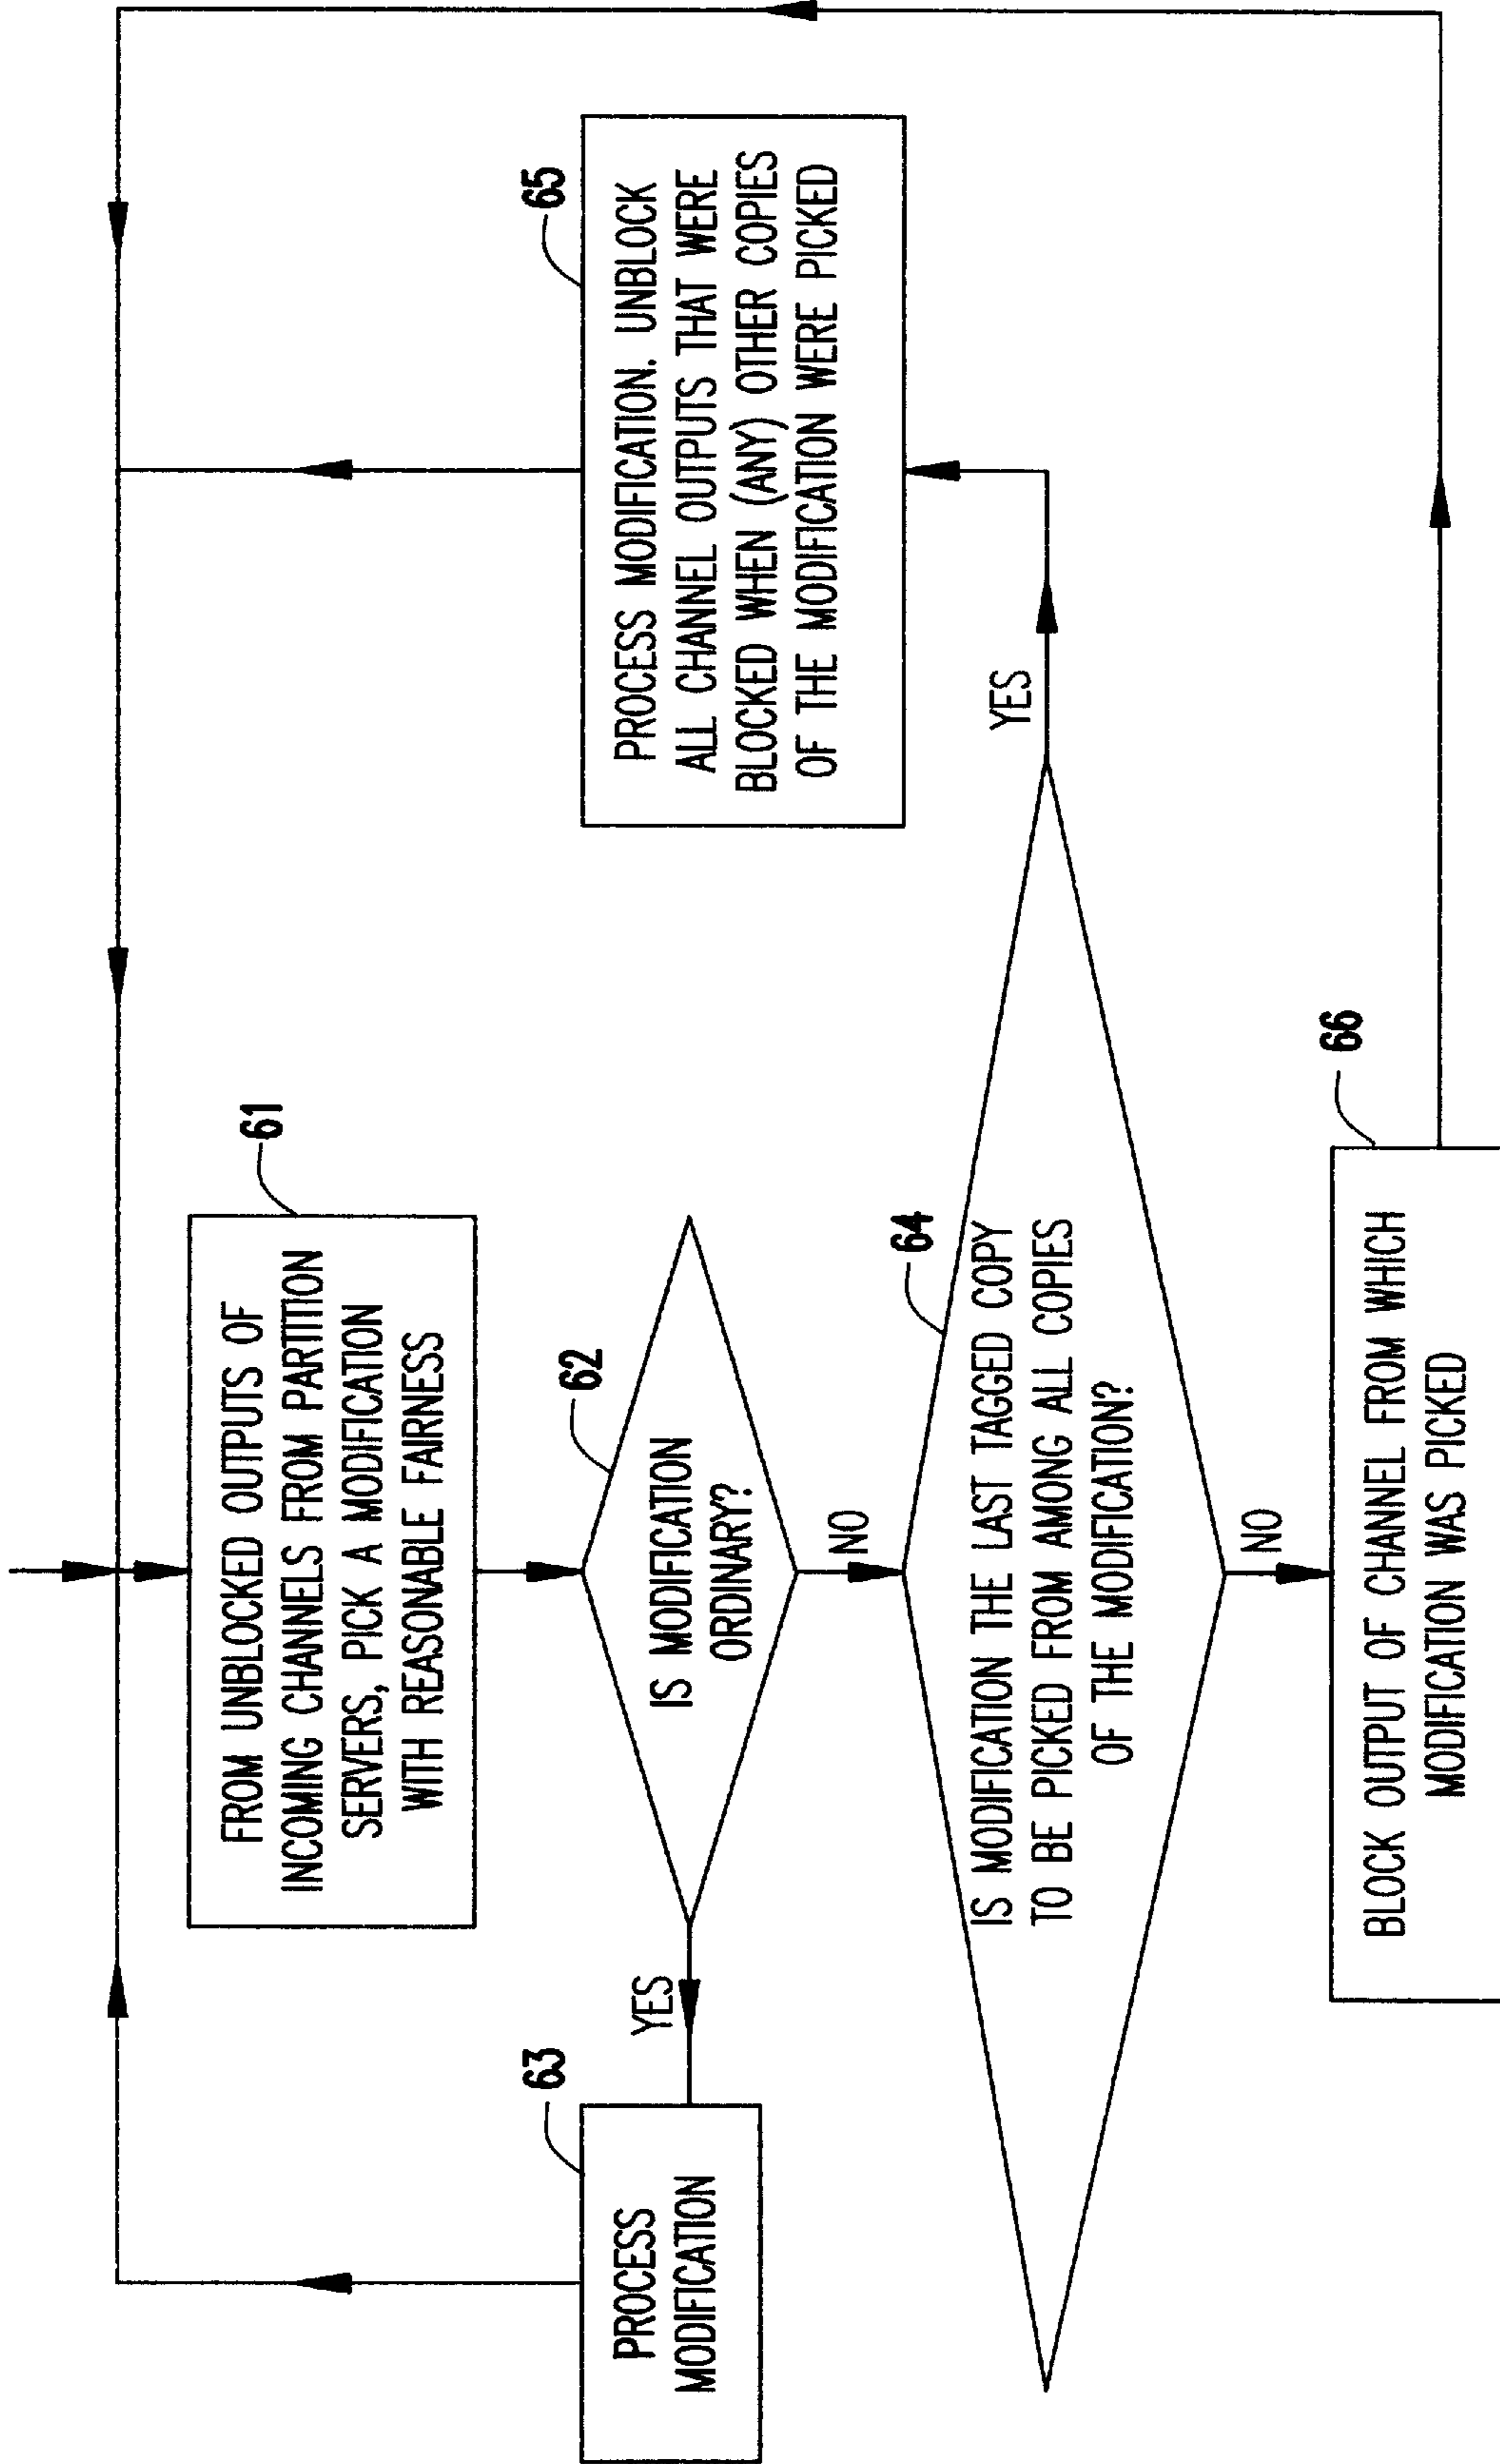 61
FROM UNBLOCKED OUTPUTS OF
INCOMING CHANNELS FROM PARTITION
SERVERS, PICK A MODIFICATION
WITH REASONABLE FAIRNESS
62
IS MODIFICATION
ORDINARY?
YES
NO
63
PROCESS
MODIFICATION
64
IS MODIFICATION THE LAST TAGGED COPY
TO BE PICKED FROM AMONG ALL COPIES
OF THE MODIFICATION?
YES
NO
65
PROCESS MODIFICATION. UNBLOCK
ALL CHANNEL OUTPUTS THAT WERE
BLOCKED WHEN (ANY) OTHER COPIES
OF THE MODIFICATION WERE PICKED
66
BLOCK OUTPUT OF CHANNEL FROM WHICH
MODIFICATION WAS PICKED